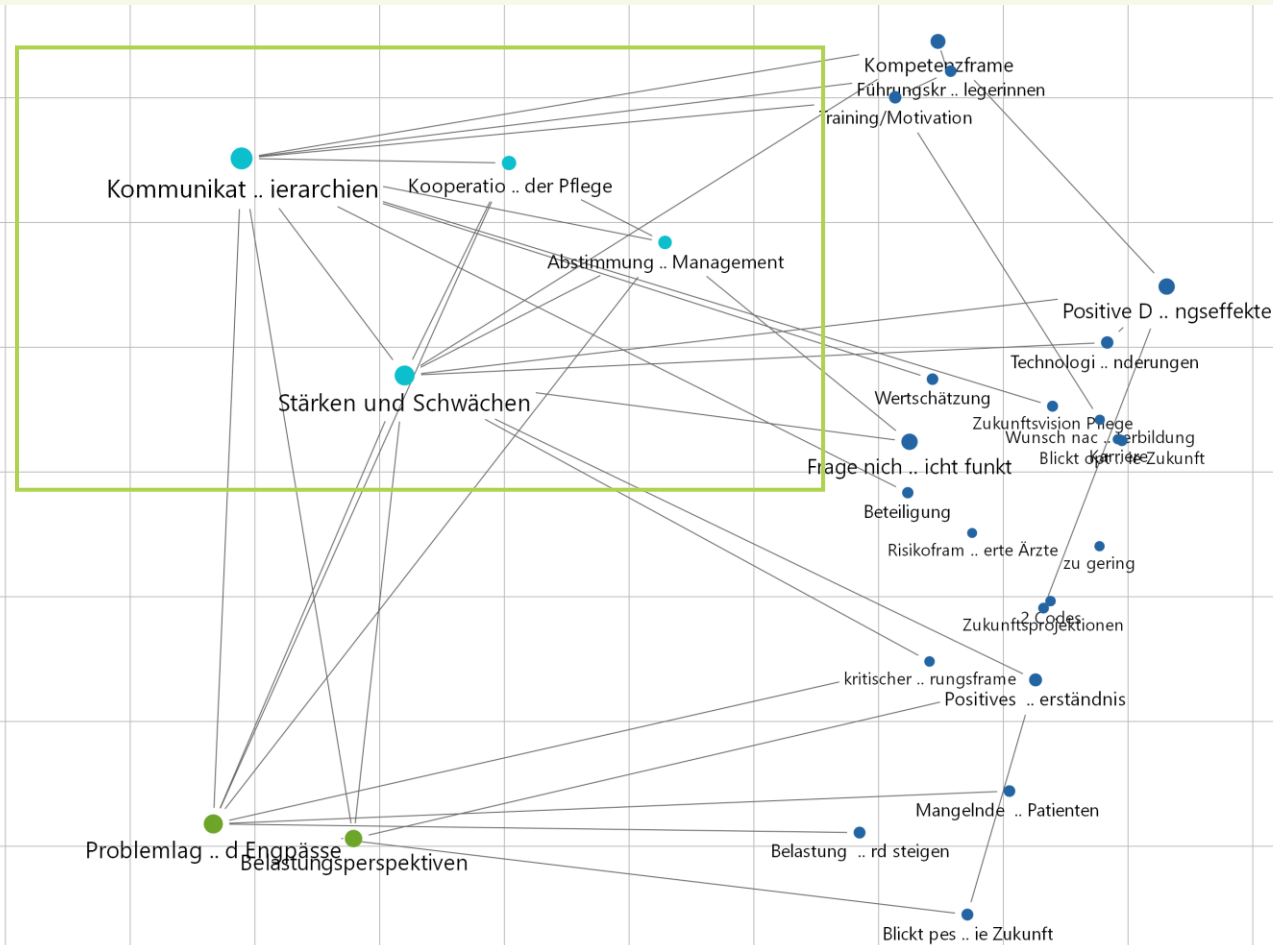 Kompetenzframe
Führungskr .. legerinnen
Training/Motivation
Kommunikat .. ierarchien
Kooperatio .. der Pflege
Abstimmung .. Management
Positive D .. ngseffekte
Technologi .. nderungen
Stärken und Schwächen
Wertschätzung
Zukunftsvision Pflege
Wunsch nac .. terbildung
Karriere
Blickt opt .. ie Zukunft
Frage nich .. icht funkt
Beteiligung
Risikofram .. erte Ärzte
zu gering
2 Codes
Zukunftsprojektionen
kritischer .. rungsframe
Positives .. erständnis
Mangelnde .. Patienten
Problemlag .. d Engpässe
Belastungsperspektiven
Belastung .. rd steigen
Blickt pes .. ie Zukunft